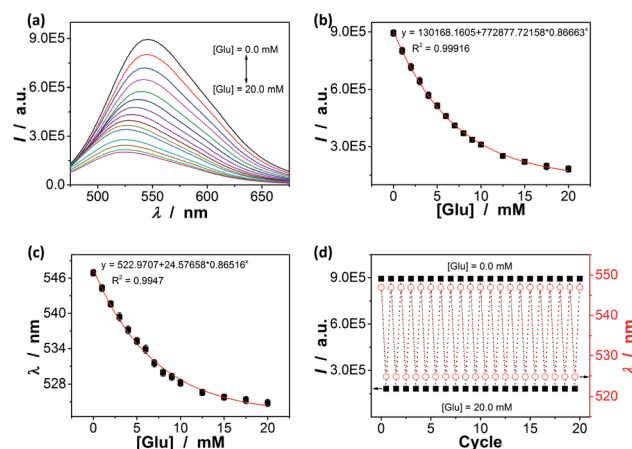 (a)
9.0E5
6.0E5
3.0E5
0.0
I / a.u.
[Glu] = 0.0 mM
[Glu] = 20.0 mM
500 550 600 650
λ / nm
(b)
y = 130168.1605+772877.72158*0.86663ˣ
R² = 0.99916
9.0E5
6.0E5
3.0E5
I / a.u.
0 5 10 15 20
[Glu] / mM
(c)
y = 522.9707+24.57658*0.86516ˣ
R² = 0.9947
546
540
534
528
λ / nm
0 5 10 15 20
[Glu] / mM
(d)
[Glu] = 0.0 mM
9.0E5
6.0E5
3.0E5
I / a.u.
550
540
530
520
λ / nm
[Glu] = 20.0 mM
0 5 10 15 20
Cycle